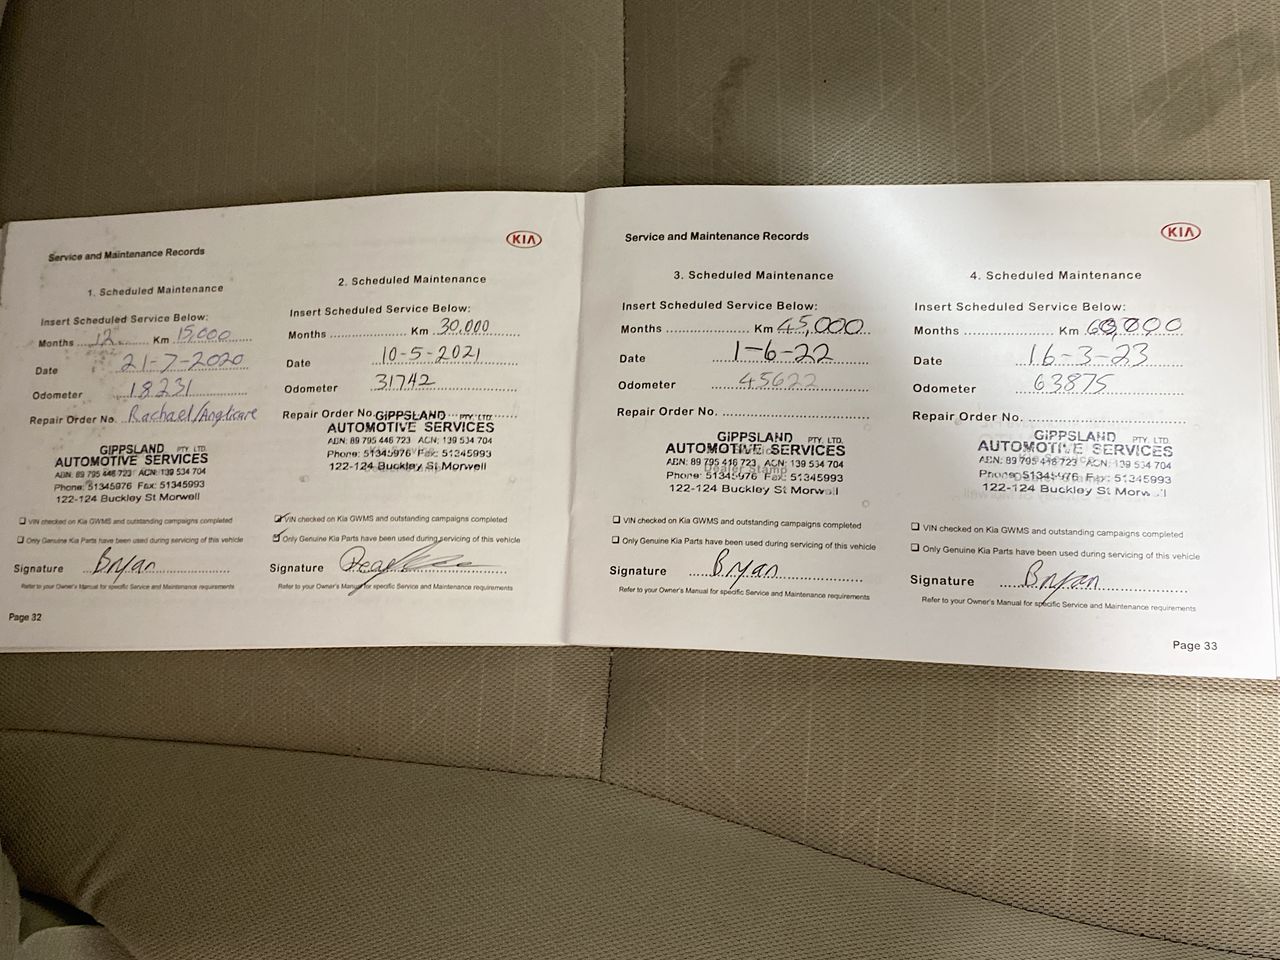 Service and Maintenance Records
KIA
1. Scheduled Maintenance
Insert Scheduled Service Below:
Months 12 Km 15,000
Date 21-7-2020
Odometer 18231
Repair Order No. Rachael/Anglicare
GIPPSLAND PTY. LTD.
AUTOMOTIVE SERVICES
ABN: 89 795 446 723 ACN: 139 534 704
Phone: 51345976 Fax: 51345993
122-124 Buckley St Morwell
VIN checked on Kia GWMS and outstanding campaigns completed
Only Genuine Kia Parts have been used during servicing of this vehicle
Signature Bryan
Refer to your Owner's Manual for specific Service and Maintenance requirements
Page 32
2. Scheduled Maintenance
Insert Scheduled Service Below:
Months Km 30,000
Date 10-5-2021
Odometer 31742
Repair Order No.
GIPPSLAND PTY. LTD.
AUTOMOTIVE SERVICES
ABN: 89 795 446 723 ACN: 139 534 704
Phone: 51345976 Fax: 51345993
122-124 Buckley St Morwell
VIN checked on Kia GWMS and outstanding campaigns completed
Only Genuine Kia Parts have been used during servicing of this vehicle
Signature
Refer to your Owner's Manual for specific Service and Maintenance requirements
Service and Maintenance Records
KIA
3. Scheduled Maintenance
Insert Scheduled Service Below:
Months Km 45,000
Date 1-6-22
Odometer 45622
Repair Order No.
GIPPSLAND PTY. LTD.
AUTOMOTIVE SERVICES
ABN: 89 795 446 723 ACN: 139 534 704
Dealer Stamp
Phone: 51345976 Fax: 51345993
122-124 Buckley St Morwell
VIN checked on Kia GWMS and outstanding campaigns completed
Only Genuine Kia Parts have been used during servicing of this vehicle
Signature Bryan
Refer to your Owner's Manual for specific Service and Maintenance requirements
4. Scheduled Maintenance
Insert Scheduled Service Below:
Months Km 60,000
Date 16-3-23
Odometer 63875
Repair Order No.
GIPPSLAND PTY. LTD.
AUTOMOTIVE SERVICES
ABN: 89 795 446 723 ACN: 139 534 704
Phone: 51345976 Fax: 51345993
122-124 Buckley St
VIN checked on Kia GWMS and outstanding campaigns completed
Only Genuine Kia Parts have been used during servicing of this vehicle
Signature Bryan
Refer to your Owner's Manual for specific Service and Maintenance requirements
Page 33